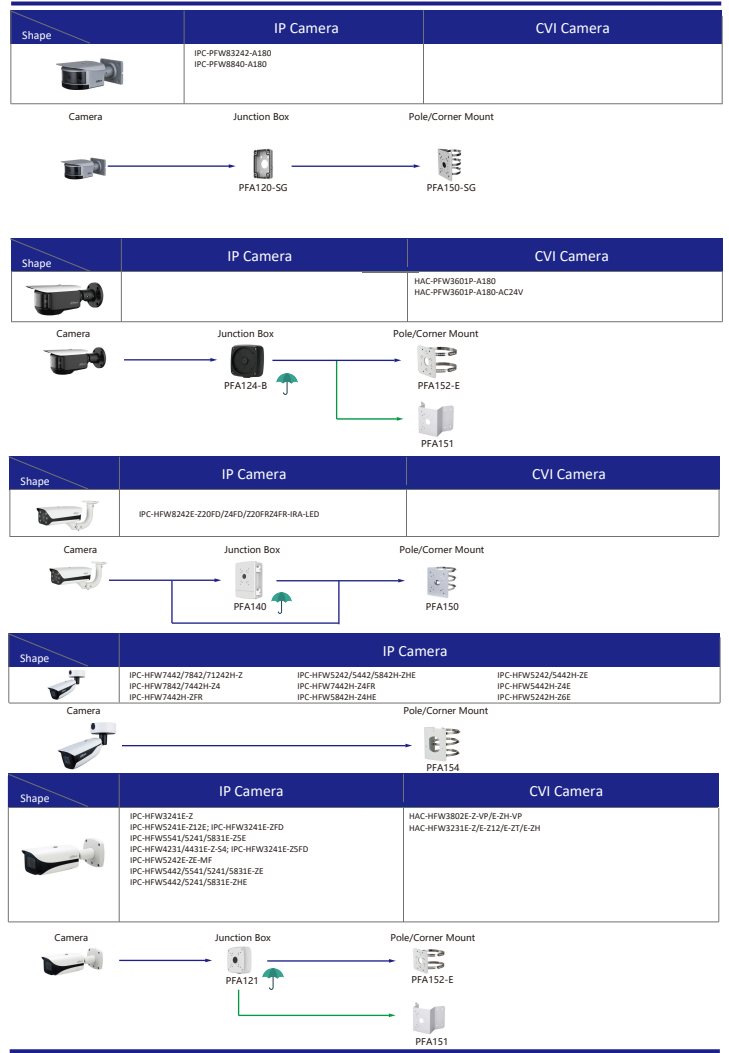 Shape
IP Camera
CVI Camera
IPC-PFW83242-A180
IPC-PFW8840-A180
Camera
Junction Box
Pole/Corner Mount
PFA120-SG
PFA150-SG
Shape
IP Camera
CVI Camera
HAC-PFW3601P-A180
HAC-PFW3601P-A180-AC24V
Camera
Junction Box
Pole/Corner Mount
PFA124-B
PFA152-E
PFA151
Shape
IP Camera
CVI Camera
IPC-HFW8242E-Z20FD/Z4FD/Z20FRZ4FR-IRA-LED
Camera
Junction Box
Pole/Corner Mount
PFA140
PFA150
Shape
IP Camera
IPC-HFW7442/7842/71242H-Z
IPC-HFW7842/7442H-Z4
IPC-HFW7442H-ZFR
IPC-HFW5242/5442/5842H-ZHE
IPC-HFW7442H-Z4FR
IPC-HFW5842H-Z4HE
IPC-HFW5242/5442H-ZE
IPC-HFW5442H-Z4E
IPC-HFW5242H-Z6E
Camera
Pole/Corner Mount
PFA154
Shape
IP Camera
CVI Camera
IPC-HFW3241E-Z
IPC-HFW5241E-Z12E; IPC-HFW3241E-ZFD
IPC-HFW5541/5241/5831E-Z5E
IPC-HFW4231/4431E-Z-S4; IPC-HFW3241E-Z5FD
IPC-HFW5242E-ZE-MF
IPC-HFW5442/5541/5241/5831E-ZE
IPC-HFW5442/5241/5831E-ZHE
HAC-HFW3802E-Z-VP/E-ZH-VP
HAC-HFW3231E-Z/E-Z12/E-ZT/E-ZH
Camera
Junction Box
Pole/Corner Mount
PFA121
PFA152-E
PFA151